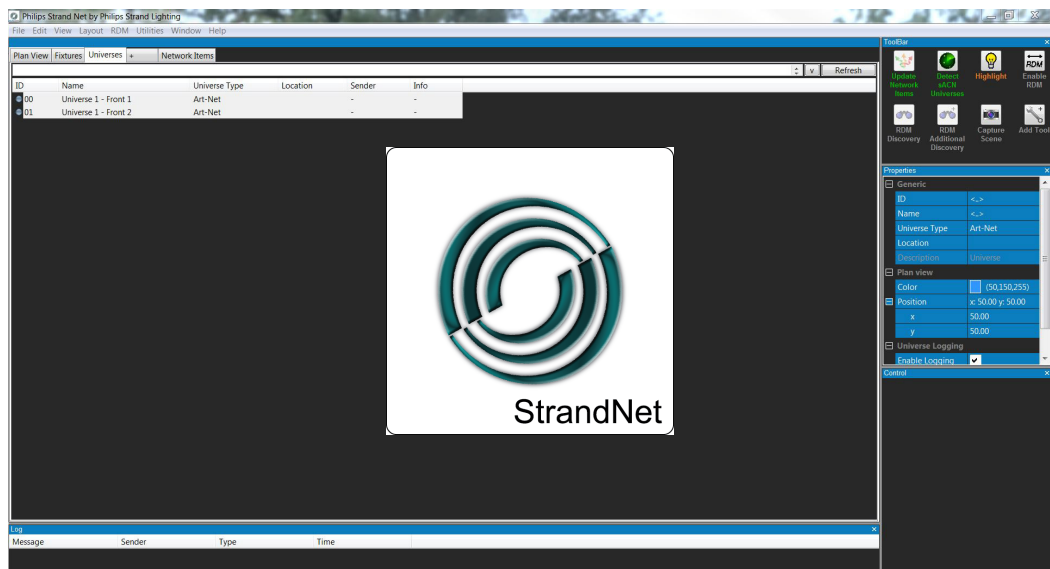 Philips Strand Net by Philips Strand Lighting
File Edit View Layout RDM Utilities Window Help
Plan View Fixtures Universes + Network Items
v Refresh
ID Name Universe Type Location Sender Info
00 Universe 1 - Front 1 Art-Net - -
01 Universe 1 - Front 2 Art-Net - -
StrandNet
Log
Message Sender Type Time
ToolBar
RDM
Update Network Items
Detect sACN Universes
Highlight
Enable RDM
RDM Discovery
RDM Additional Discovery
Capture Scene
Add Tool
Properties
Generic
ID <..>
Name <..>
Universe Type Art-Net
Location
Description Universe
Plan view
Color (50,150,255)
Position x: 50.00 y: 50.00
x 50.00
y 50.00
Universe Logging
Enable Logging
Control